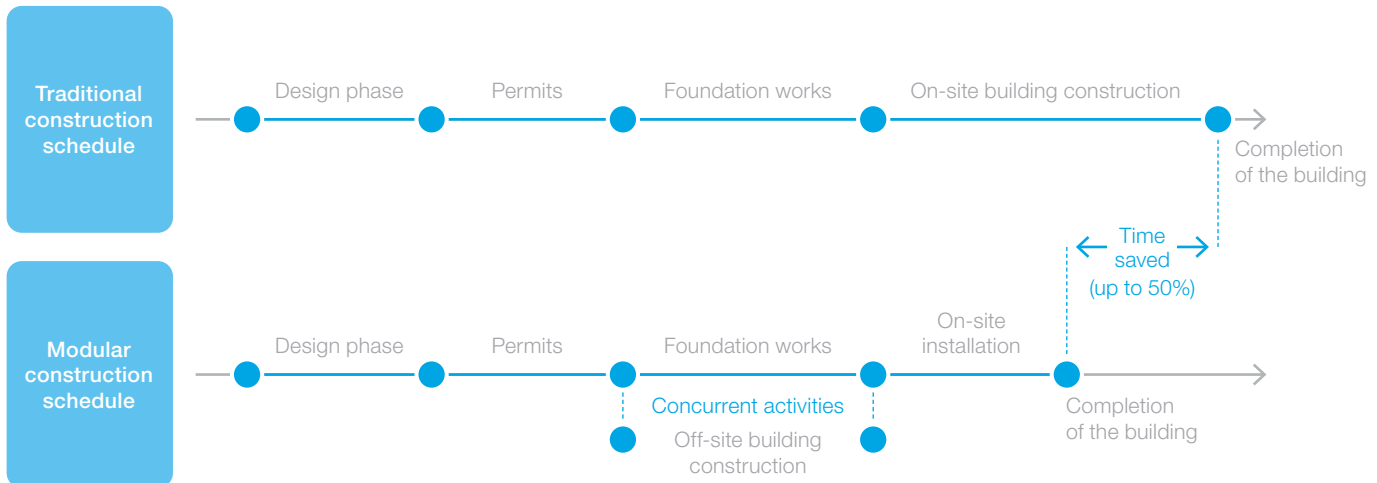 Traditional
construction
schedule
Design phase
Permits
Foundation works
On-site building construction
Completion
of the building
Time
saved
(up to 50%)
Modular
construction
schedule
Design phase
Permits
Foundation works
On-site
installation
Concurrent activities
Off-site building
construction
Completion
of the building